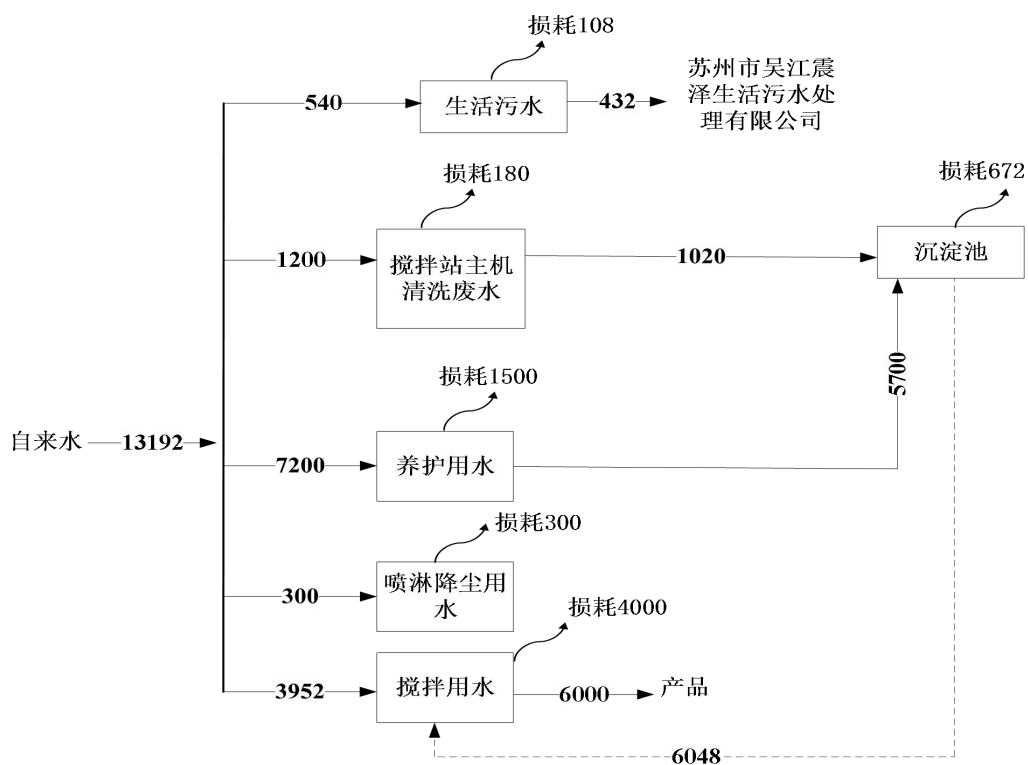 损耗108
540
生活污水
432
苏州市吴江震
泽生活污水处
理有限公司
损耗180
1200
搅拌站主机
清洗废水
1020
损耗672
沉淀池
5700
自来水
13192
损耗1500
7200
养护用水
损耗300
300
喷淋降尘用
水
损耗4000
3952
搅拌用水
6000
产品
6048